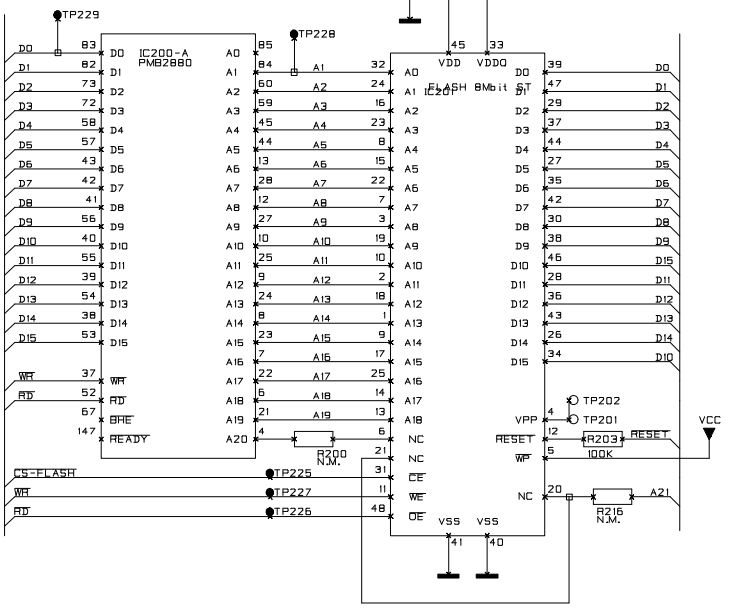 TP229
TP228
D0 83 D0 IC200-A A0 85
PMB2880
45 33
VDD VDDQ
D1 82 D1 A1 84 A1 32 A0 FLASH 8Mbit ST D0 39 D0
D2 73 D2 A2 60 A2 24 A1 IC201 D1 47 D1
D3 72 D3 A3 59 A3 16 A2 D2 29 D2
D4 58 D4 A4 45 A4 23 A3 D3 37 D3
D5 57 D5 A5 44 A5 8 A4 D4 44 D4
D6 43 D6 A6 13 A6 15 A5 D5 27 D5
D7 42 D7 A7 28 A7 22 A6 D6 35 D6
D8 41 D8 A8 12 A8 7 A7 D7 42 D7
D9 56 D9 A9 27 A9 3 A8 D8 30 D8
D10 40 D10 A10 10 A10 19 A9 D9 38 D9
D11 55 D11 A11 25 A11 10 A10 D10 46 D15
D12 39 D12 A12 9 A12 2 A11 D11 28 D11
D13 54 D13 A13 24 A13 18 A12 D12 36 D12
D14 38 D14 A14 8 A14 1 A13 D13 43 D13
D15 53 D15 A15 23 A15 9 A14 D14 26 D14
A16 7 A16 17 A15 D15 34 D10
WR 37 WR A17 22 A17 25 A16
RD 52 RD A18 6 A18 14 A17 TP202
67 BHE A19 21 A19 13 A18 VPP 4 TP201 VCC
147 READY A20 4 R200 6 NC RESET 12 R203 RESET
N.M. 21 NC WP 5 100K
CS-FLASH TP225 31 CE
WR TP227 11 WE NC 20 A21
RD TP226 48 OE R216
N.M.
VSS VSS
41 40